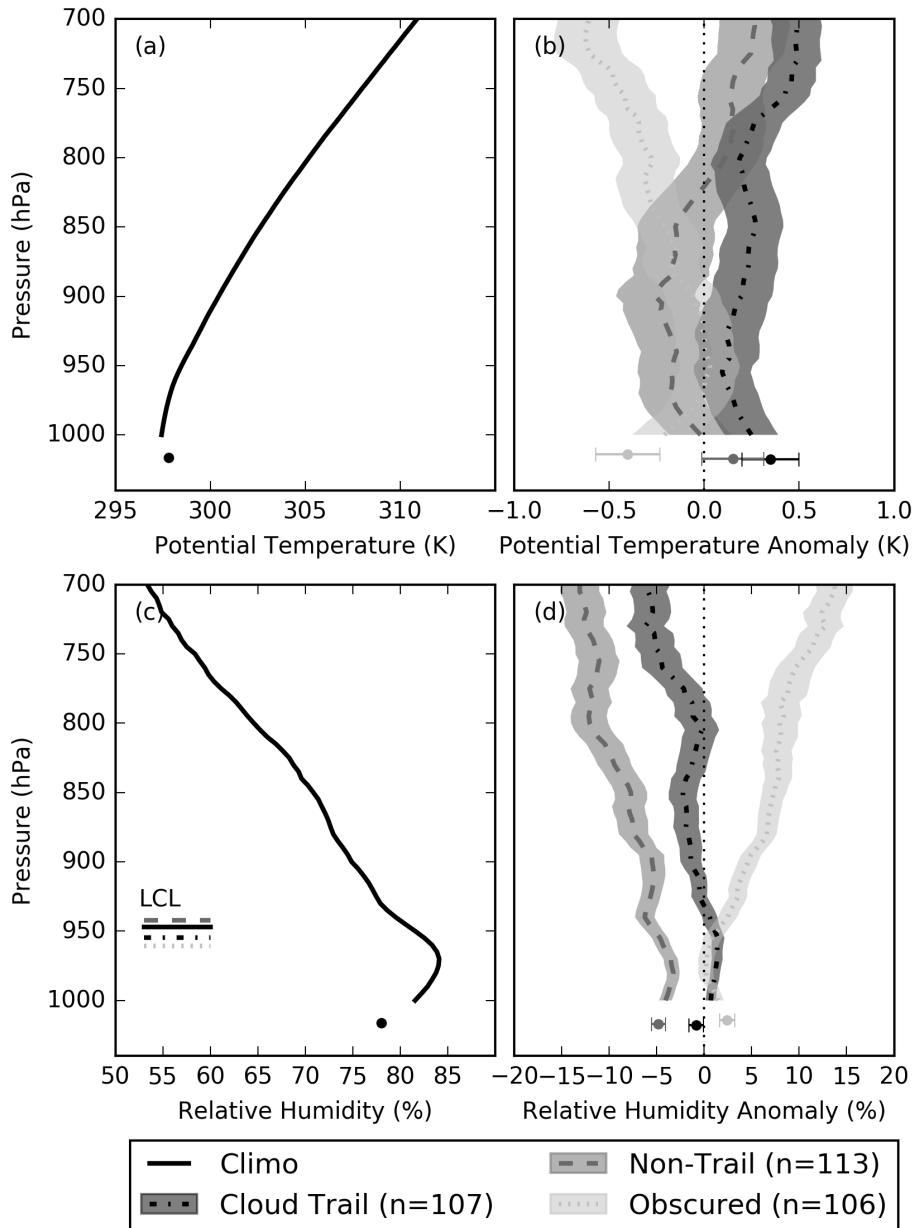 700
750
800
850
900
950
1000
Pressure (hPa)
(a)
295
300
305
310
Potential Temperature (K)
(b)
−1.0
−0.5
0.0
0.5
1.0
Potential Temperature Anomaly (K)
700
750
800
850
900
950
1000
Pressure (hPa)
(c)
LCL
50
55
60
65
70
75
80
85
Relative Humidity (%)
(d)
−20
−15
−10
−5
0
5
10
15
20
Relative Humidity Anomaly (%)
Climo
Cloud Trail (n=107)
Non-Trail (n=113)
Obscured (n=106)